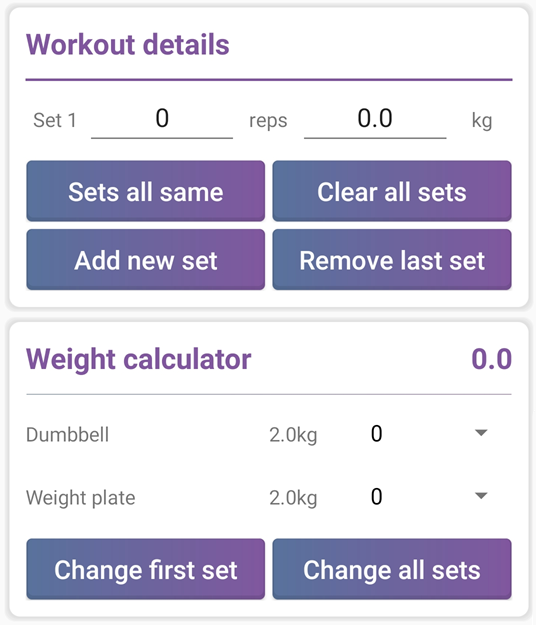 Workout details
Set 1 0 reps 0.0 kg
Sets all same Clear all sets
Add new set Remove last set
Weight calculator 0.0
Dumbbell 2.0kg 0
Weight plate 2.0kg 0
Change first set Change all sets